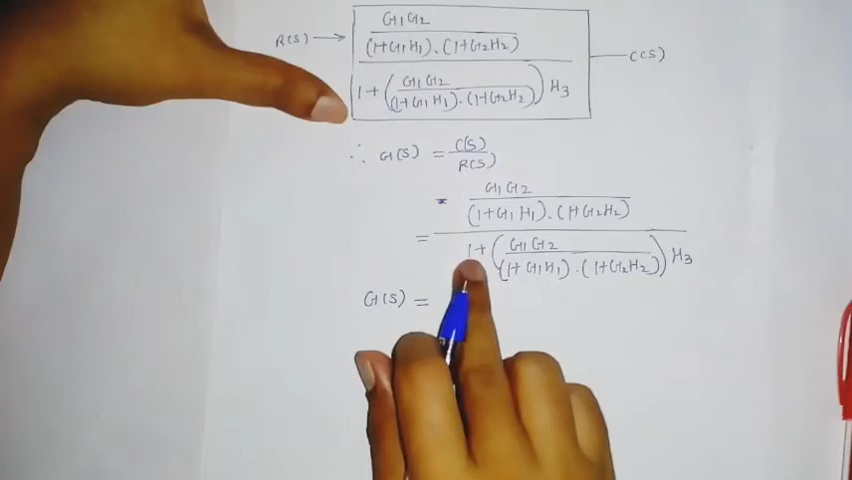 G1G2
R(S) → (1+G1H1).(1+G2H2) C(S)
1+(G1G2
(1+G1H1).(1+G2H2))H3
∴ G(S) = C(S)
R(S)
G1G2
(1+G1H1).(1+G2H2)
=
1+(G1G2
(1+G1H1).(1+G2H2))H3
G(S) =